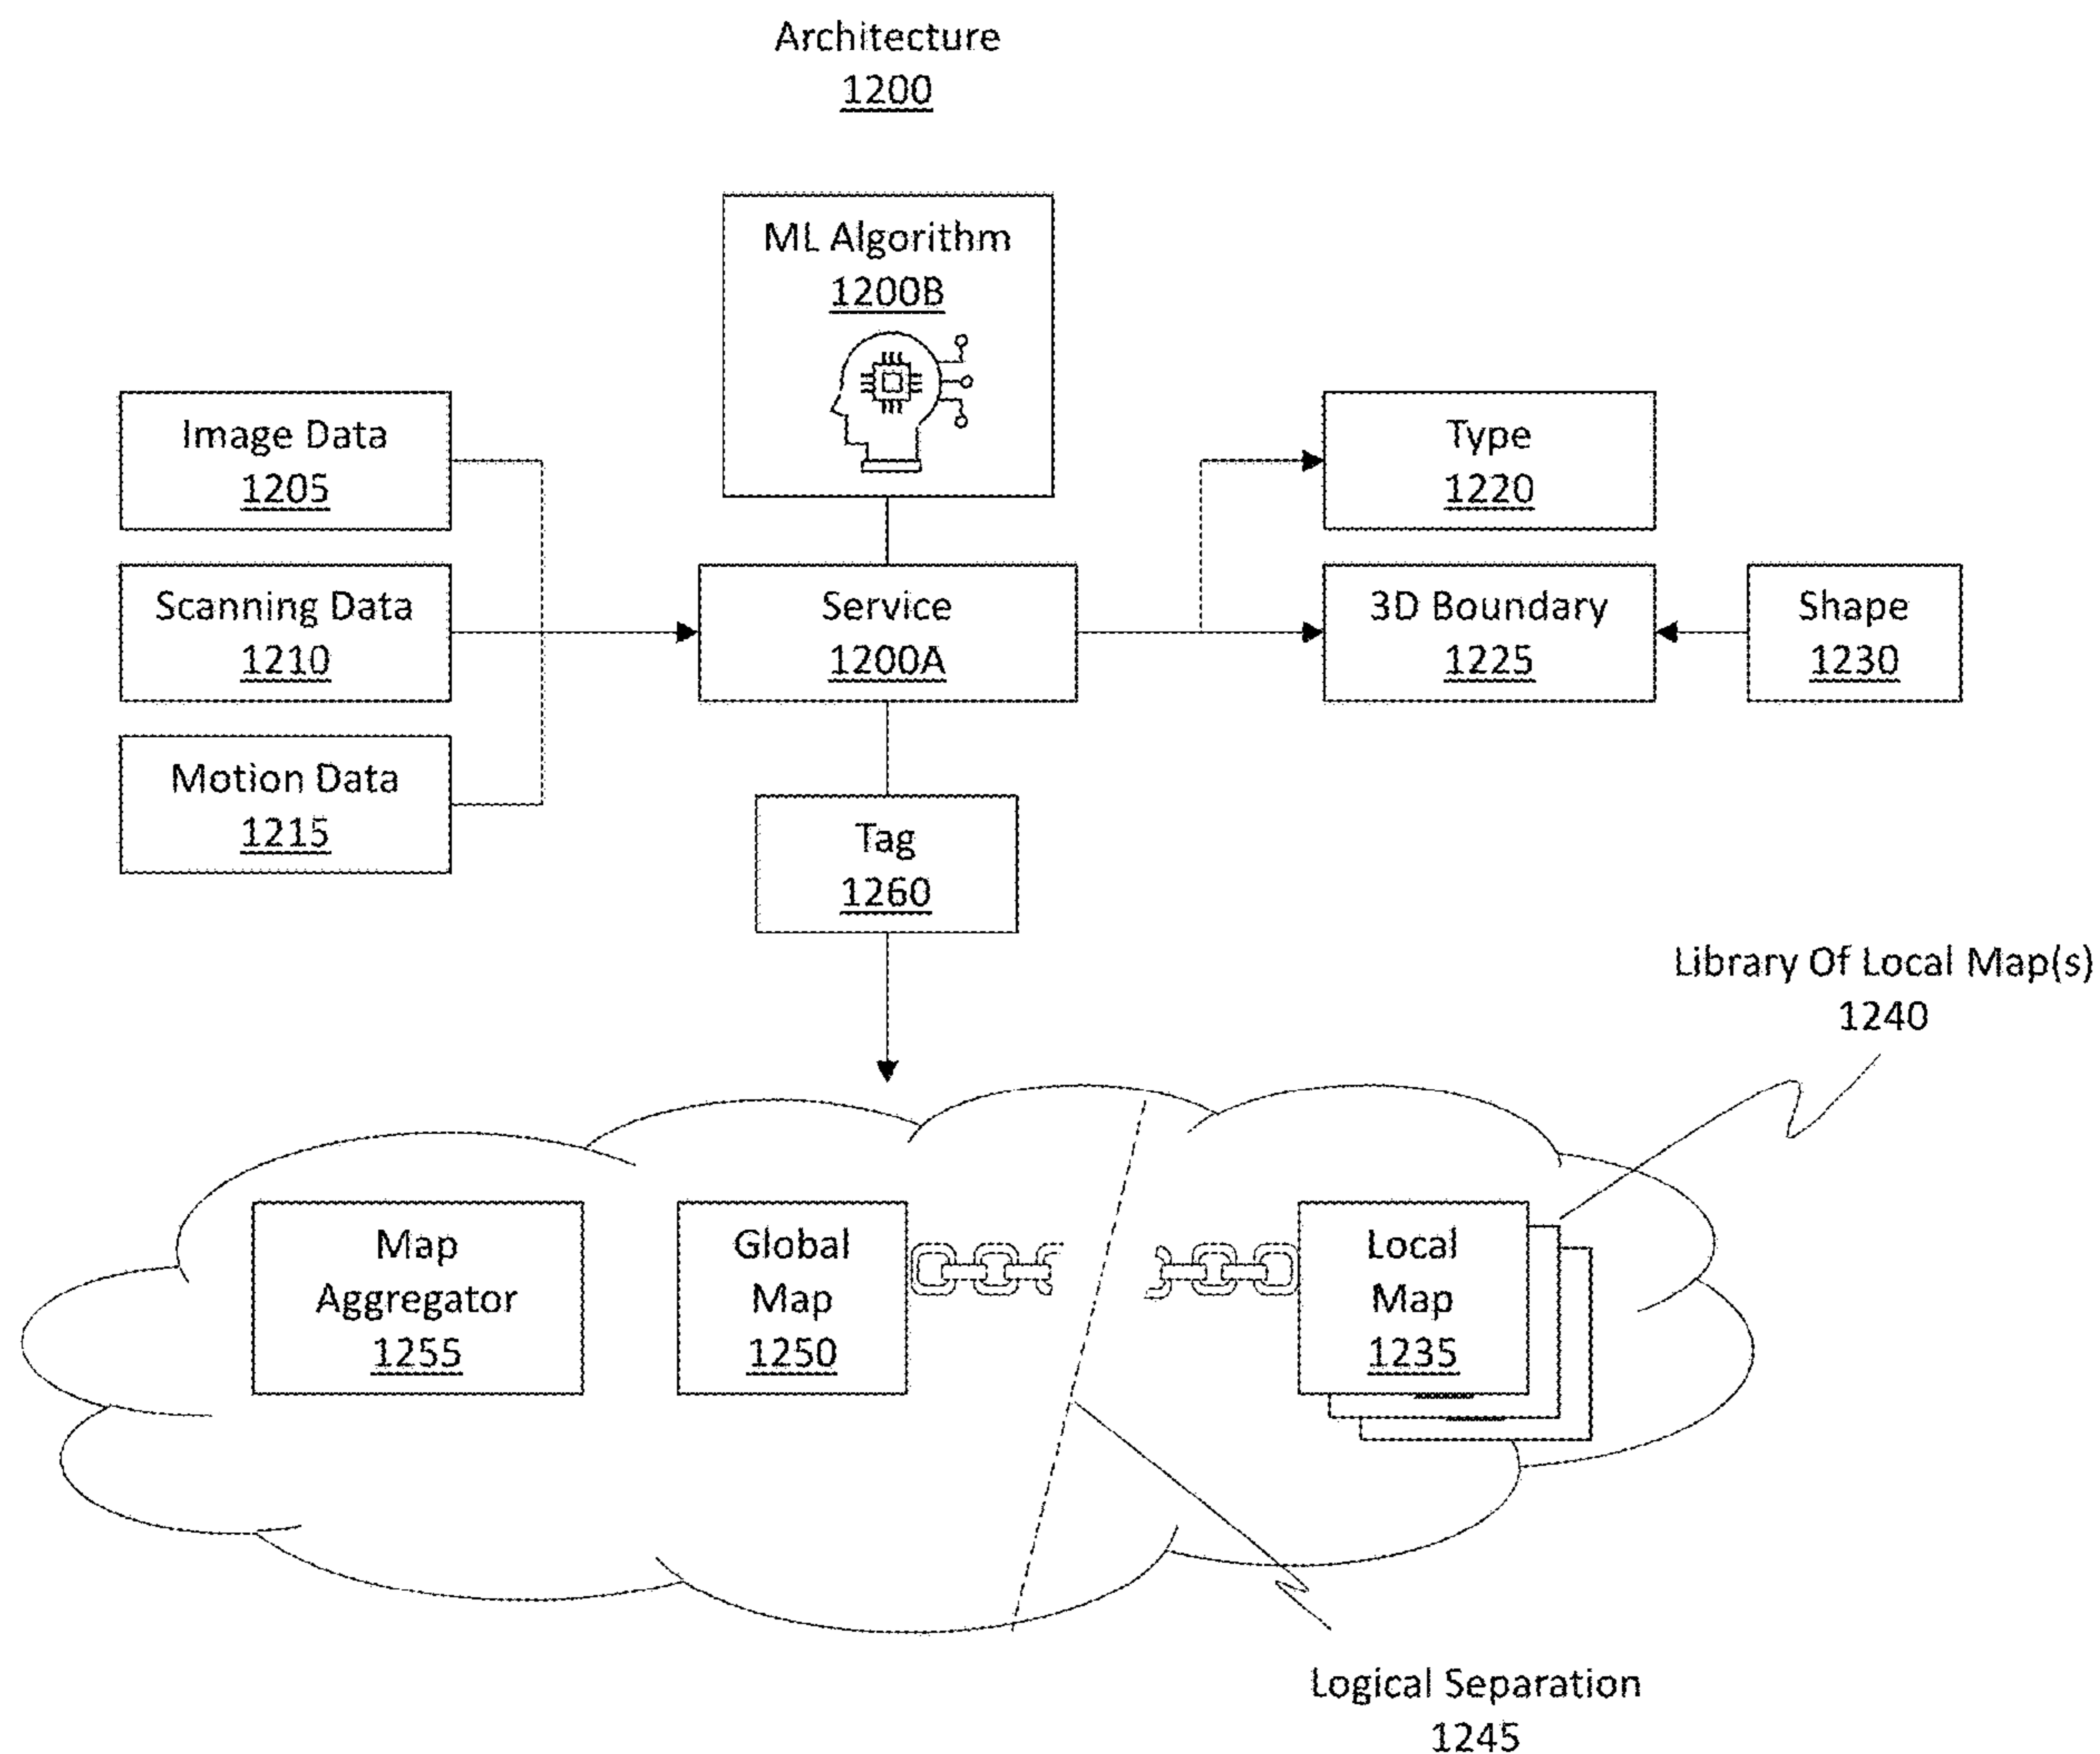 Architecture
1200
ML Algorithm
1200B
Image Data
1205
Scanning Data
1210
Motion Data
1215
Service
1200A
Type
1220
3D Boundary
1225
Shape
1230
Tag
1260
Library Of Local Map(s)
1240
Map
Aggregator
1255
Global
Map
1250
Local
Map
1235
Logical Separation
1245